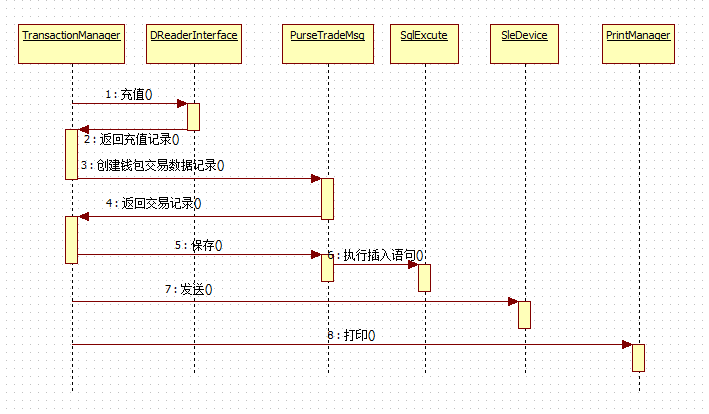 TransactionManager
DReaderInterface
PurseTradeMsg
SqlExcute
SleDevice
PrintManager
1 : 充值()
2 : 返回充值记录()
3 : 创建钱包交易数据记录()
4 : 返回交易记录()
5 : 保存()
6 : 执行插入语句()
7 : 发送()
8 : 打印()